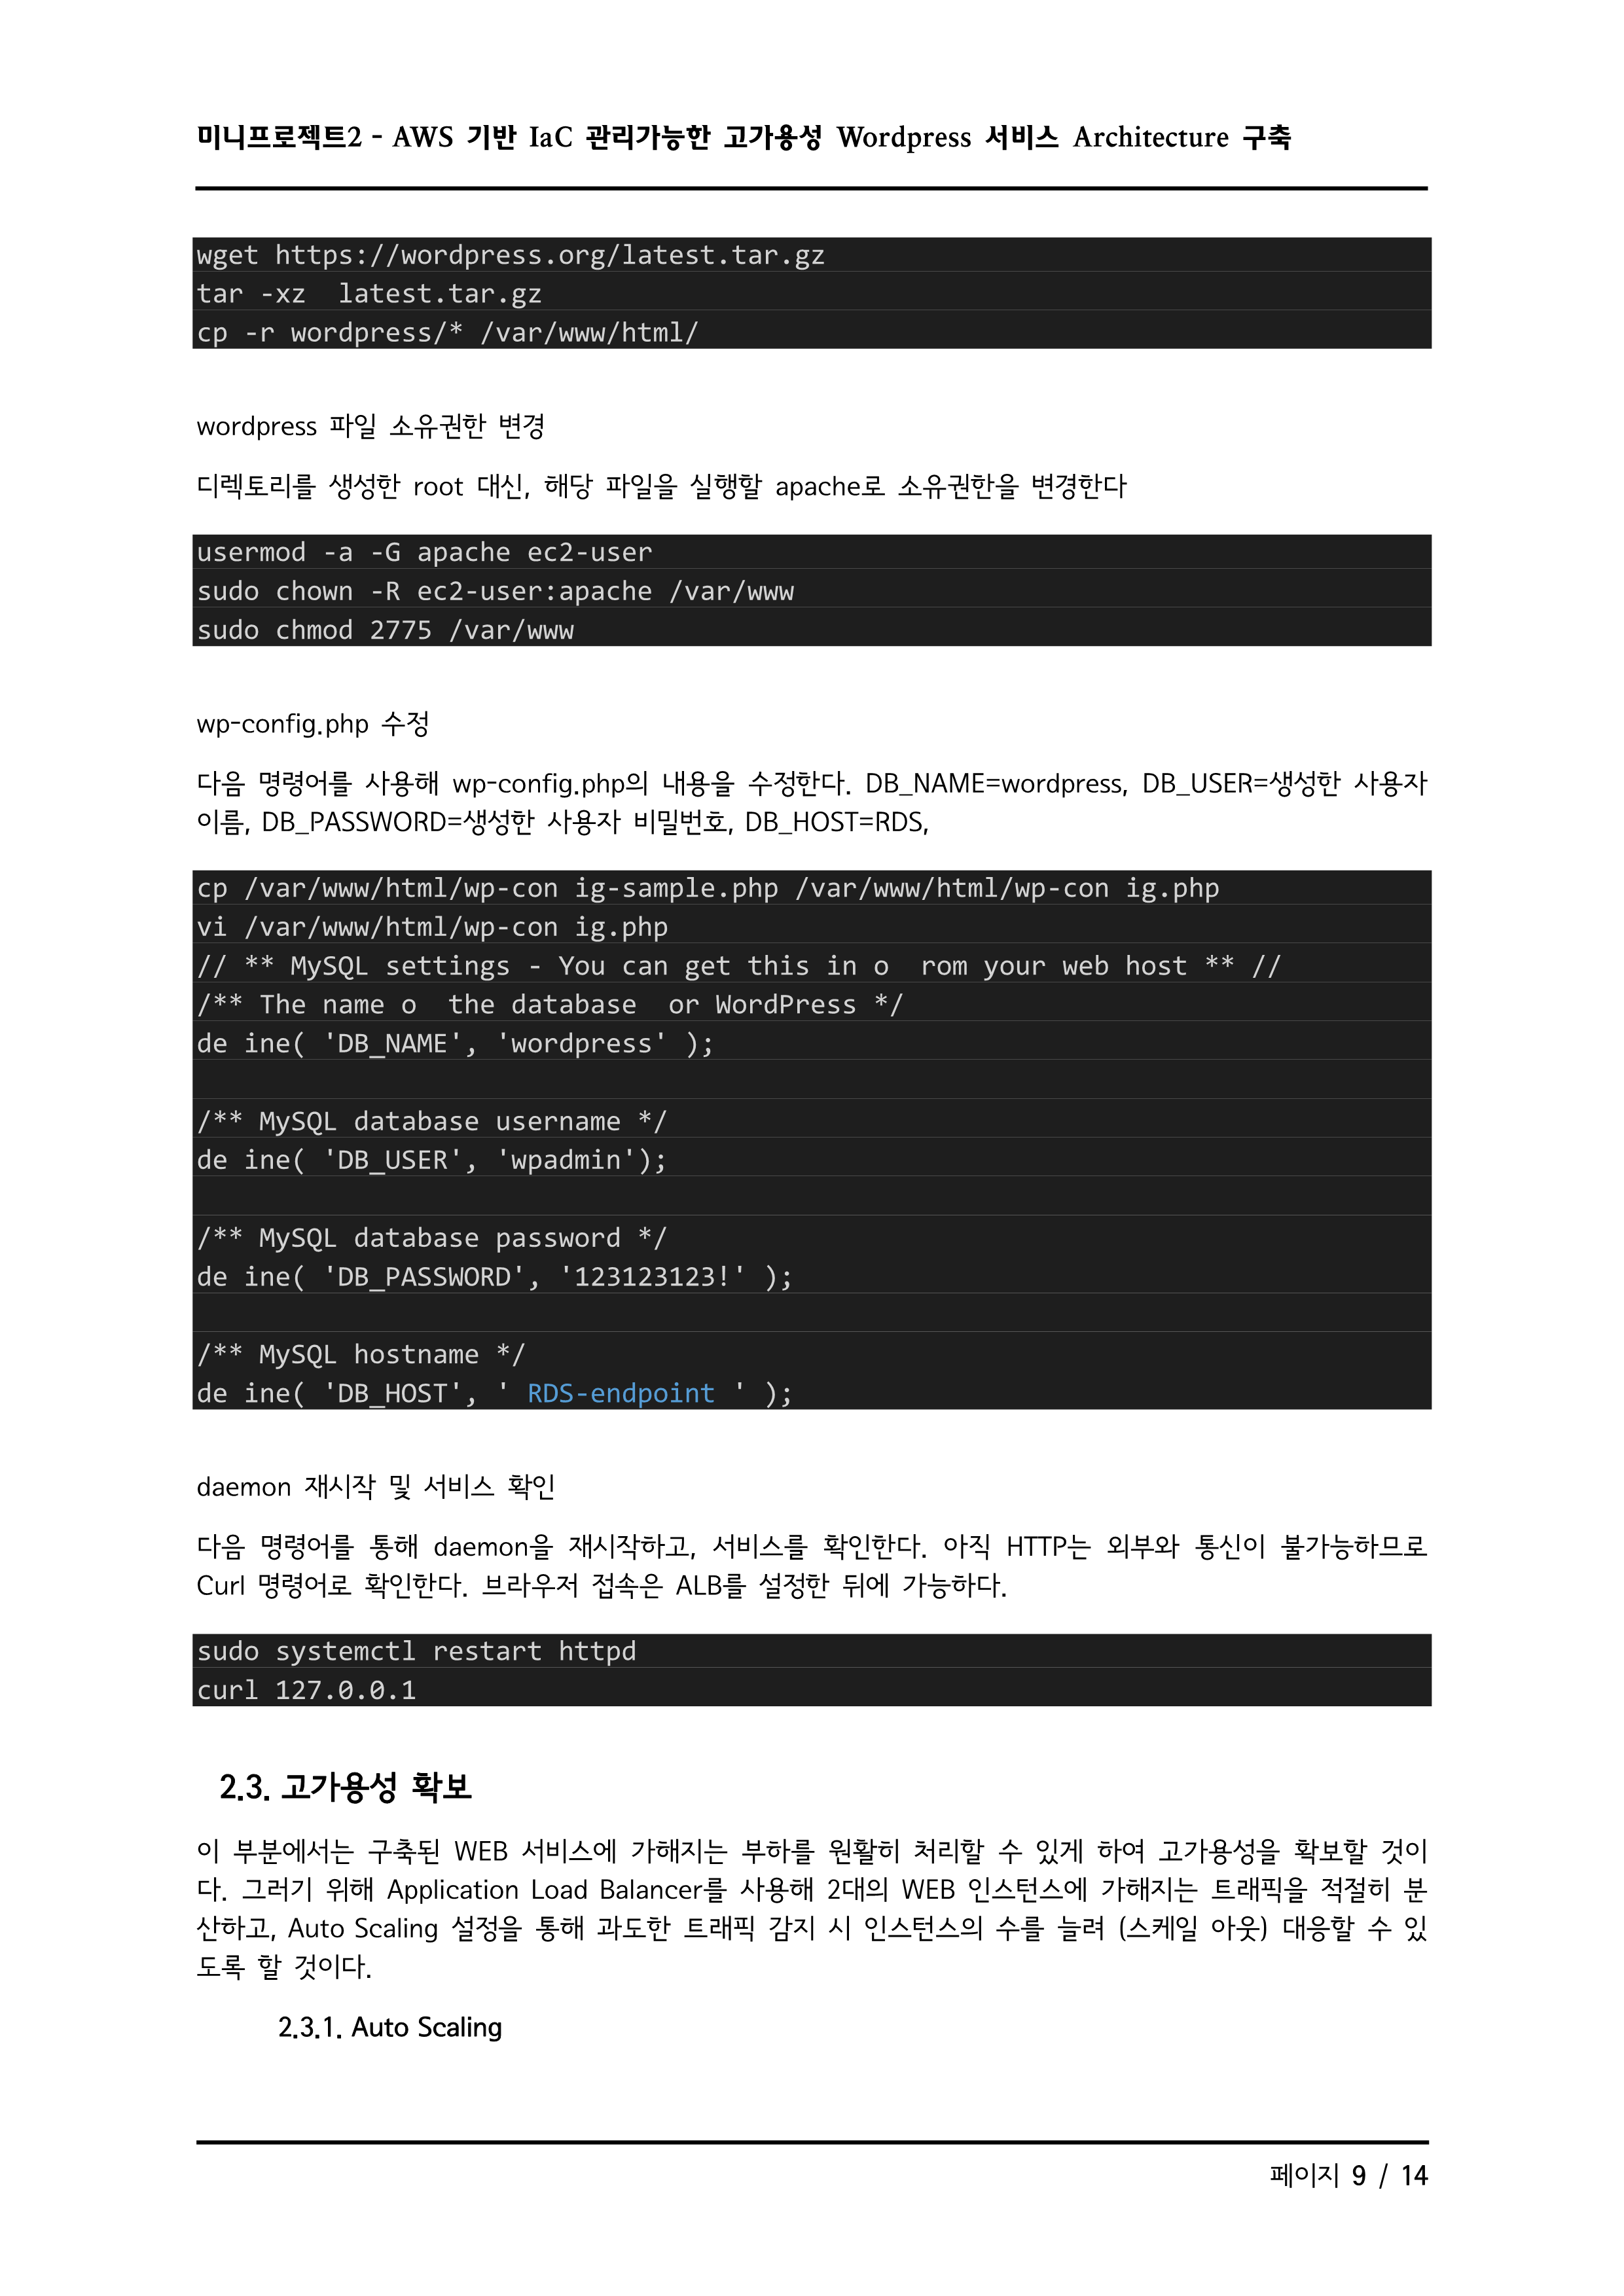 미니프로젝트2 - AWS 기반 IaC 관리가능한 고가용성 Wordpress 서비스 Architecture 구축
wget https://wordpress.org/latest.tar.gz
tar -xz  latest.tar.gz
cp -r wordpress/* /var/www/html/
wordpress 파일 소유권한 변경
디렉토리를 생성한 root 대신, 해당 파일을 실행할 apache로 소유권한을 변경한다
usermod -a -G apache ec2-user
sudo chown -R ec2-user:apache /var/www
sudo chmod 2775 /var/www
wp-config.php 수정
다음 명령어를 사용해 wp-config.php의 내용을 수정한다. DB_NAME=wordpress, DB_USER=생성한 사용자
이름, DB_PASSWORD=생성한 사용자 비밀번호, DB_HOST=RDS,
cp /var/www/html/wp-con ig-sample.php /var/www/html/wp-con ig.php
vi /var/www/html/wp-con ig.php
// ** MySQL settings - You can get this in o  rom your web host ** //
/** The name o  the database  or WordPress */
de ine( 'DB_NAME', 'wordpress' );
/** MySQL database username */
de ine( 'DB_USER', 'wpadmin');
/** MySQL database password */
de ine( 'DB_PASSWORD', '123123123!' );
/** MySQL hostname */
de ine( 'DB_HOST', ' RDS-endpoint ' );
daemon 재시작 및 서비스 확인
다음 명령어를 통해 daemon을 재시작하고, 서비스를 확인한다. 아직 HTTP는 외부와 통신이 불가능하므로
Curl 명령어로 확인한다. 브라우저 접속은 ALB를 설정한 뒤에 가능하다.
sudo systemctl restart httpd
curl 127.0.0.1
2.3. 고가용성 확보
이 부분에서는 구축된 WEB 서비스에 가해지는 부하를 원활히 처리할 수 있게 하여 고가용성을 확보할 것이
다. 그러기 위해 Application Load Balancer를 사용해 2대의 WEB 인스턴스에 가해지는 트래픽을 적절히 분
산하고, Auto Scaling 설정을 통해 과도한 트래픽 감지 시 인스턴스의 수를 늘려 (스케일 아웃) 대응할 수 있
도록 할 것이다.
2.3.1. Auto Scaling
페이지 9 / 14